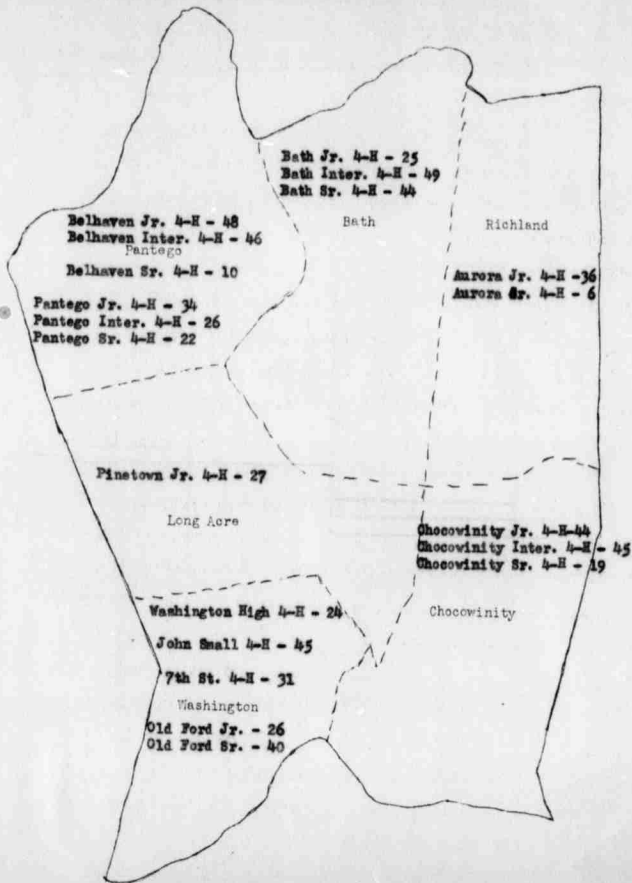 Bath Jr. 4-H - 25
Bath Inter. 4-H - 49
Bath Sr. 4-H - 44
Bath
Belhaven Jr. 4-H - 48
Belhaven Inter. 4-H - 46
Pantego
Belhaven Sr. 4-H - 10
Pantego Jr. 4-H - 34
Pantego Inter. 4-H - 26
Pantego Sr. 4-H - 22
Richland
Aurora Jr. 4-H -36
Aurora Sr. 4-H - 6
Pinetown Jr. 4-H - 27
Long Acre
Chocowinity Jr. 4-H-44
Chocowinity Inter. 4-H - 45
Chocowinity Sr. 4-H - 19
Chocowinity
Washington High 4-H - 24
John Small 4-H - 45
7th St. 4-H - 31
Washington
Old Ford Jr. - 26
Old Ford Sr. - 40